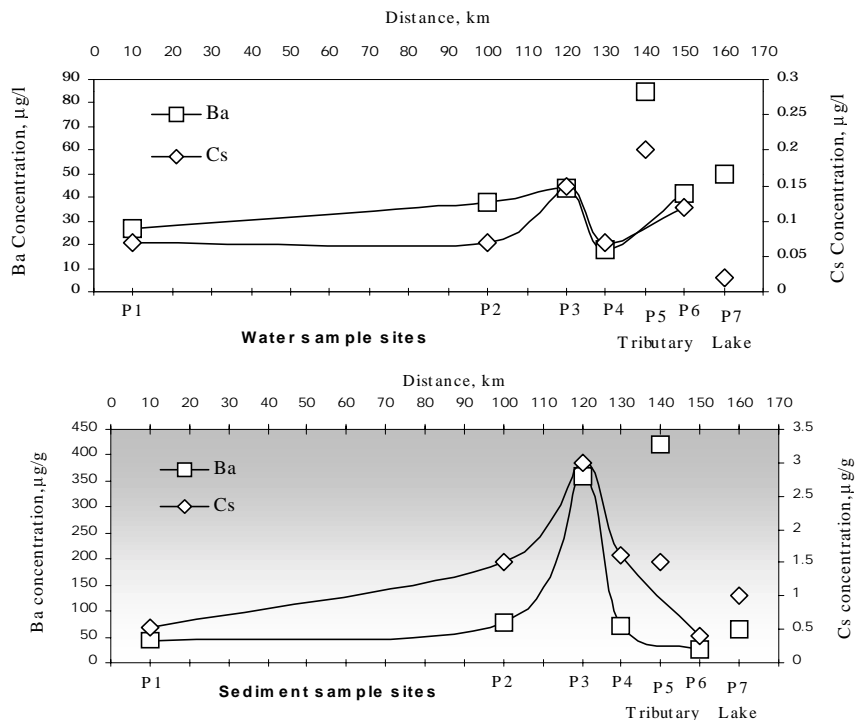 Distance, km
0 10 20 30 40 50 60 70 80 90 100 110 120 130 140 150 160 170
Ba Concentration, µg/l
90
80
70
60
50
40
30
20
10
0
Ba
Cs
0.3
0.25
0.2
0.15
0.1
0.05
0
Cs Concentration, µg/l
P1 P2 P3 P4 P5 P6 P7
Water sample sites
Tributary Lake
Distance, km
0 10 20 30 40 50 60 70 80 90 100 110 120 130 140 150 160 170
Ba concentration,µg/g
450
400
350
300
250
200
150
100
50
0
Ba
Cs
3.5
3
2.5
2
1.5
1
0.5
0
Cs concentration,µg/g
P1 P2 P3 P4 P5 P6 P7
Sediment sample sites
Tributary Lake